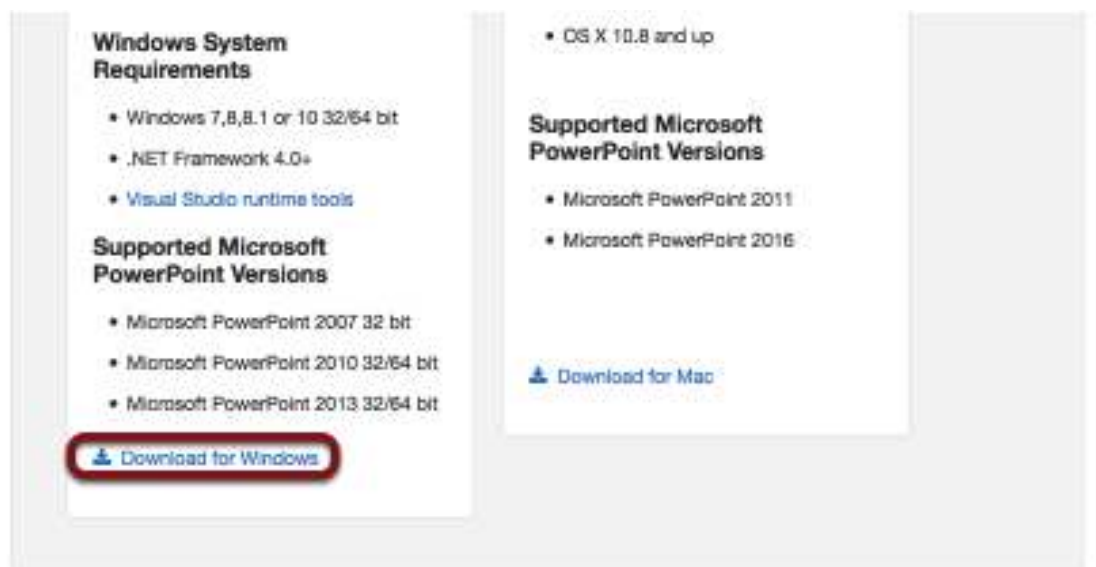 Windows System
Requirements
• Windows 7,8,8.1 or 10 32/64 bit
• .NET Framework 4.0+
• Visual Studio runtime tools
Supported Microsoft
PowerPoint Versions
• Microsoft PowerPoint 2007 32 bit
• Microsoft PowerPoint 2010 32/64 bit
• Microsoft PowerPoint 2013 32/64 bit
Download for Windows
• OS X 10.8 and up
Supported Microsoft
PowerPoint Versions
• Microsoft PowerPoint 2011
• Microsoft PowerPoint 2016
Download for Mac